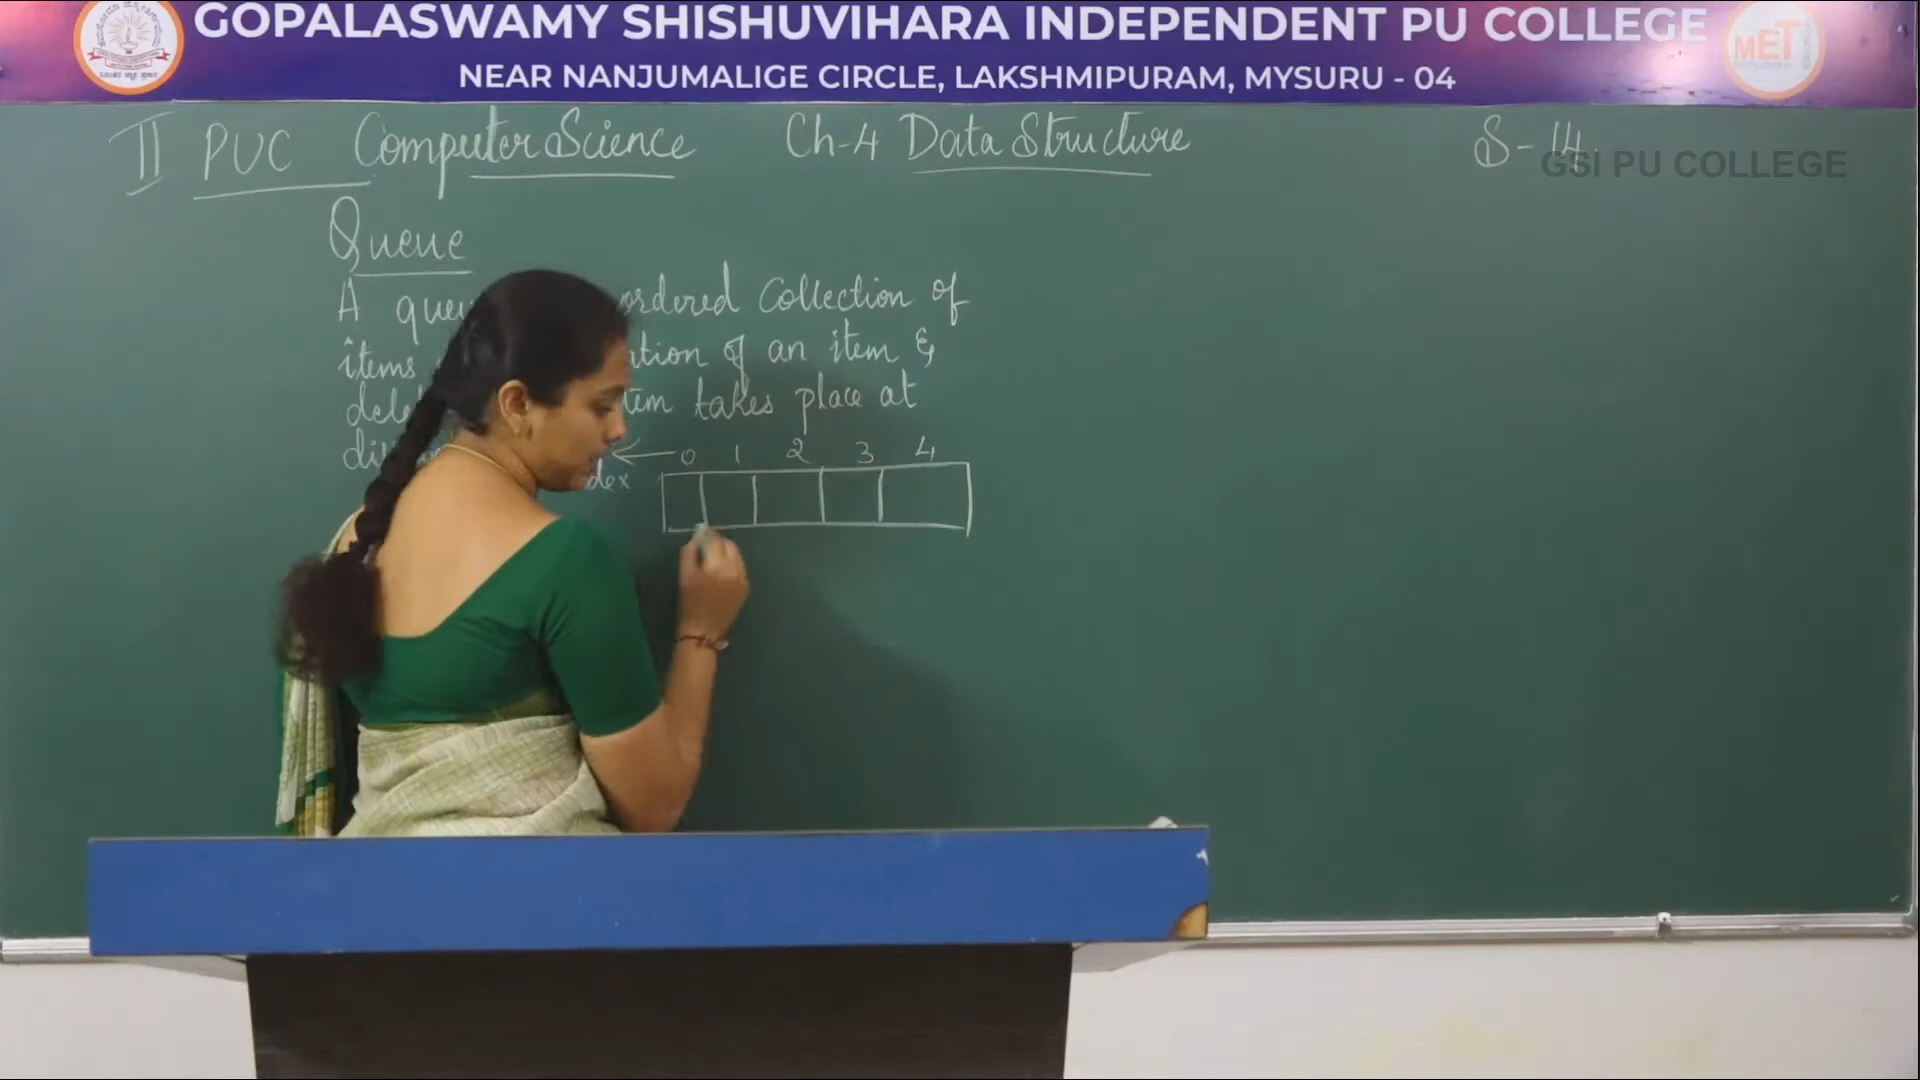 GOPALASWAMY SHISHUVIHARA INDEPENDENT PU COLLEGE
MET
NEAR NANJUMALIGE CIRCLE, LAKSHMIPURAM, MYSURU - 04
II PUC Computer Science Ch-4 Data Structure S-14
GSI PU COLLEGE
Queue
A ordered Collection of
items of an item &
takes place at
0 1 2 3 4